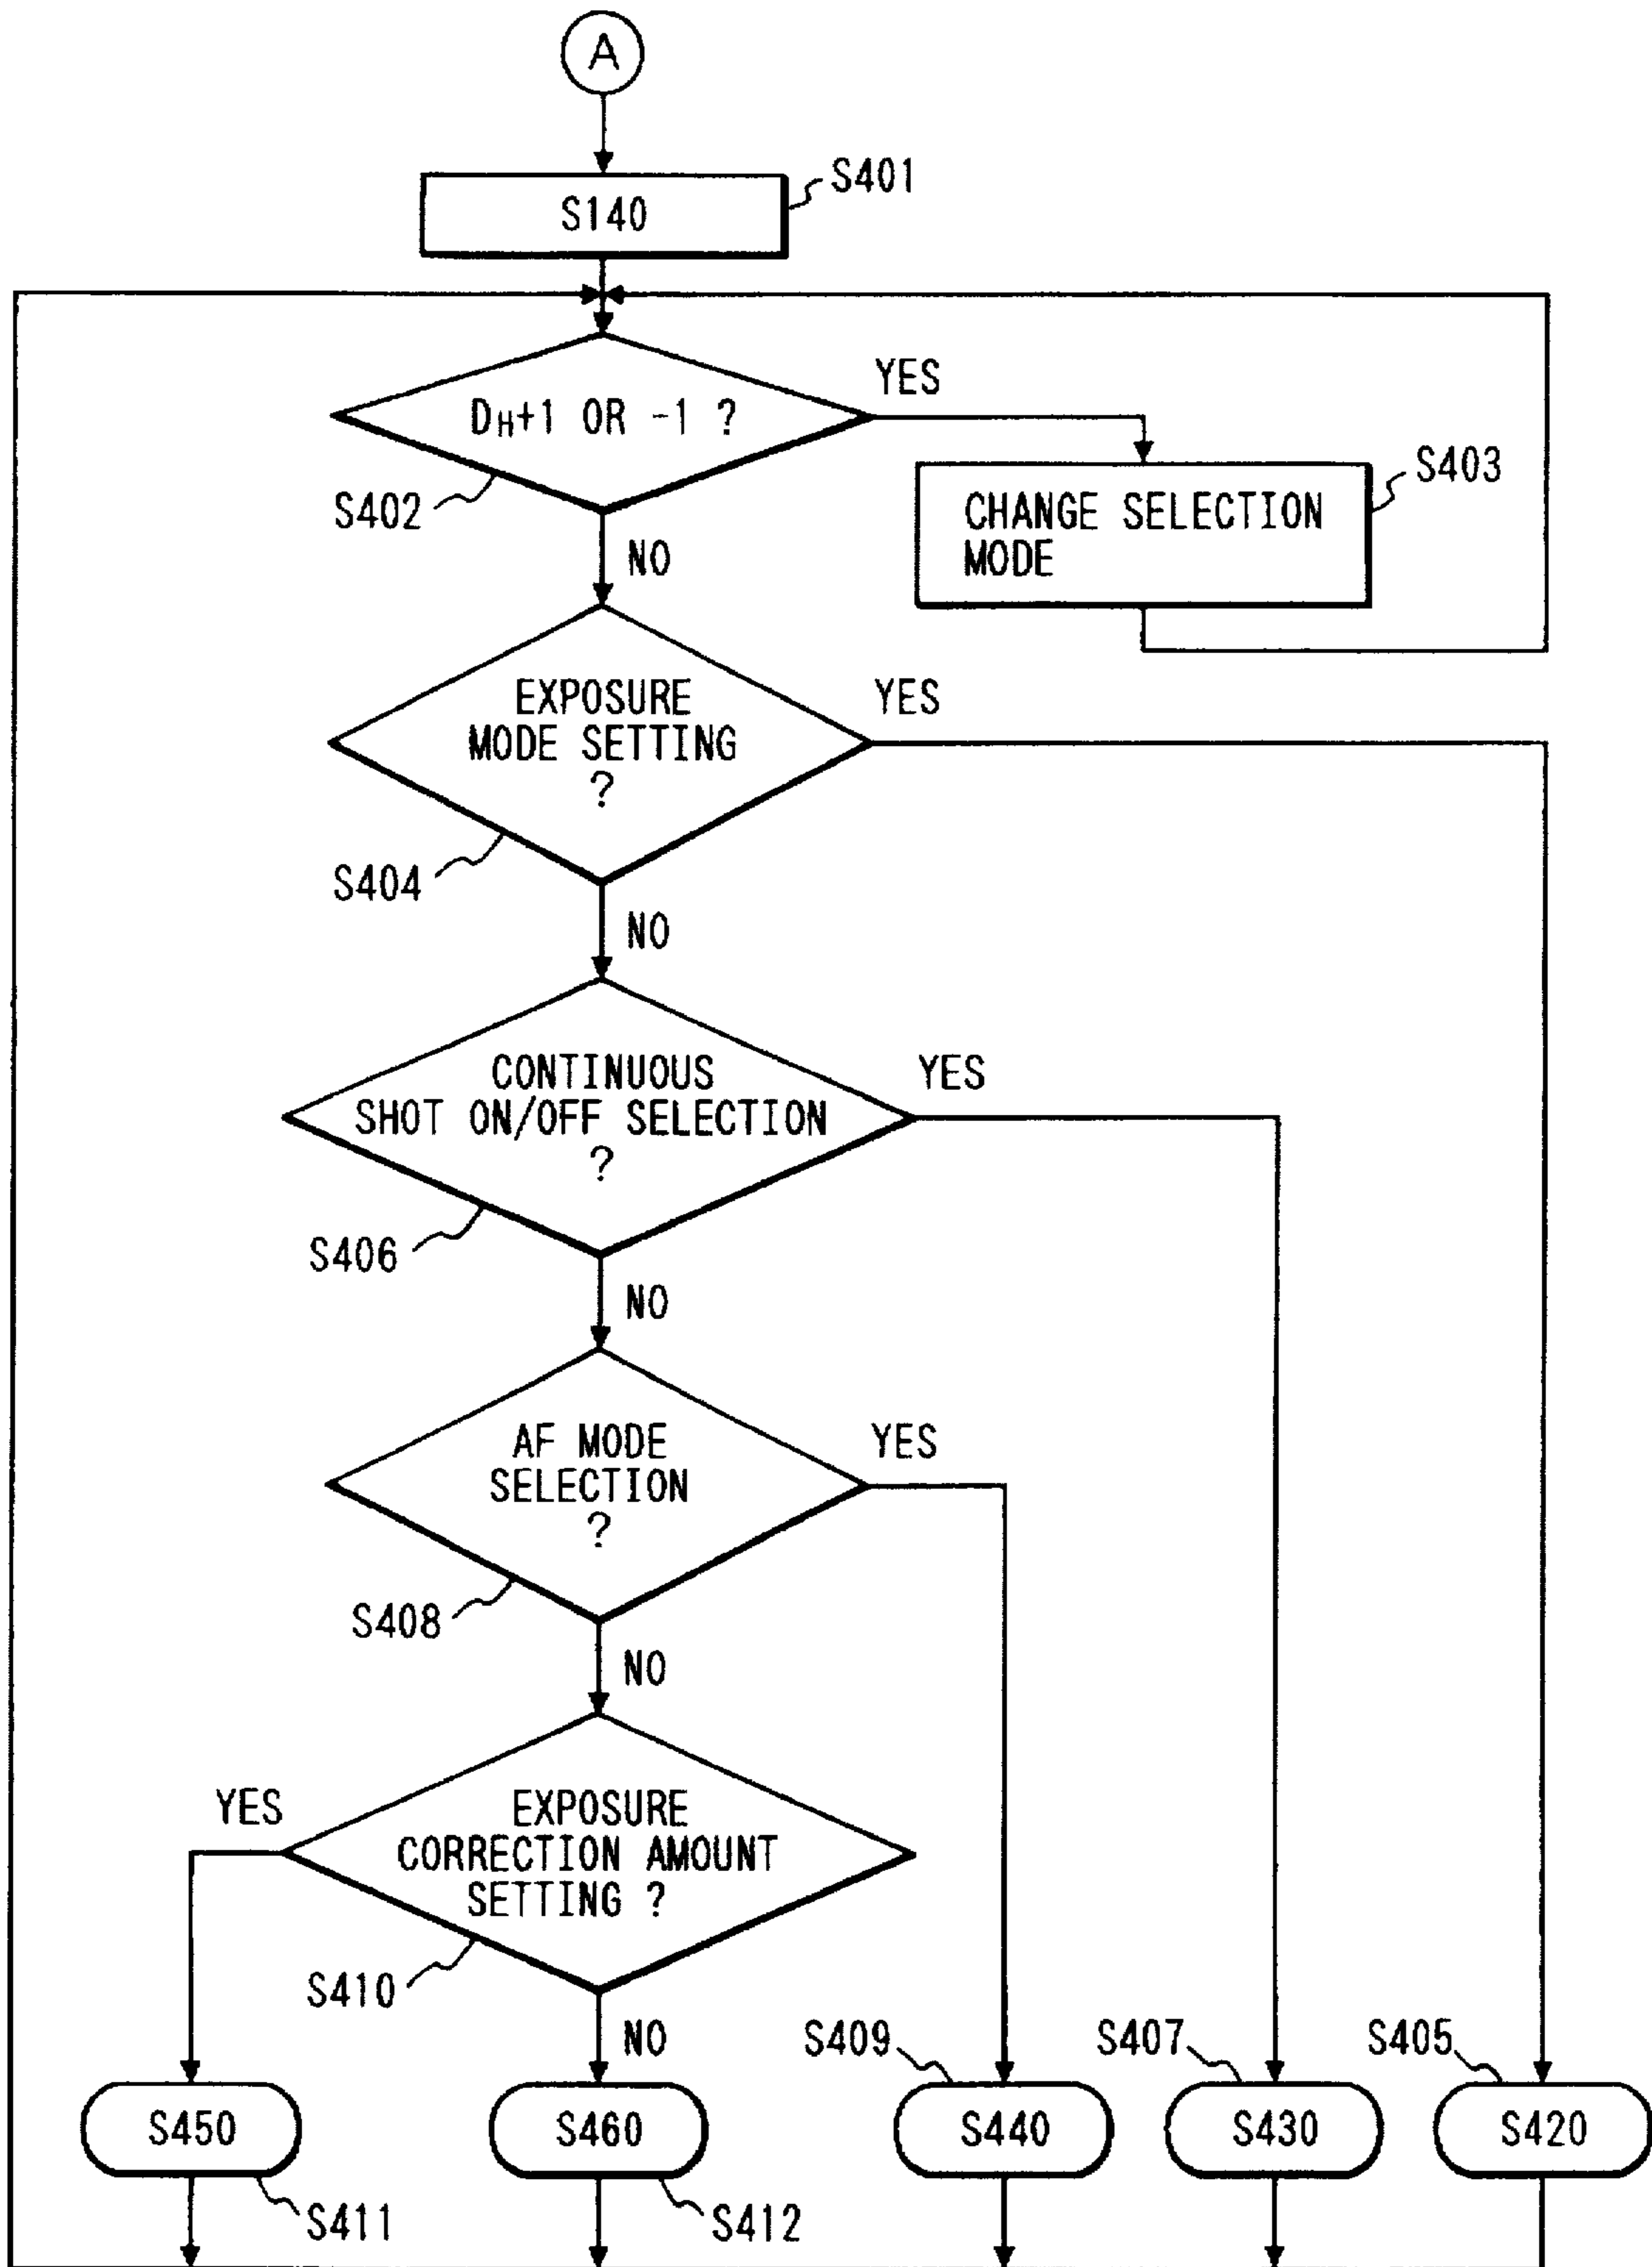 A
S140
S401
DH+1 OR -1 ?
YES
S402
NO
CHANGE SELECTION
MODE
S403
EXPOSURE
MODE SETTING
?
YES
S404
NO
CONTINUOUS
SHOT ON/OFF SELECTION
?
YES
S406
NO
AF MODE
SELECTION
?
YES
S408
NO
EXPOSURE
CORRECTION AMOUNT
SETTING ?
YES
S410
NO
S409
S407
S405
S450
S460
S440
S430
S420
S411
S412